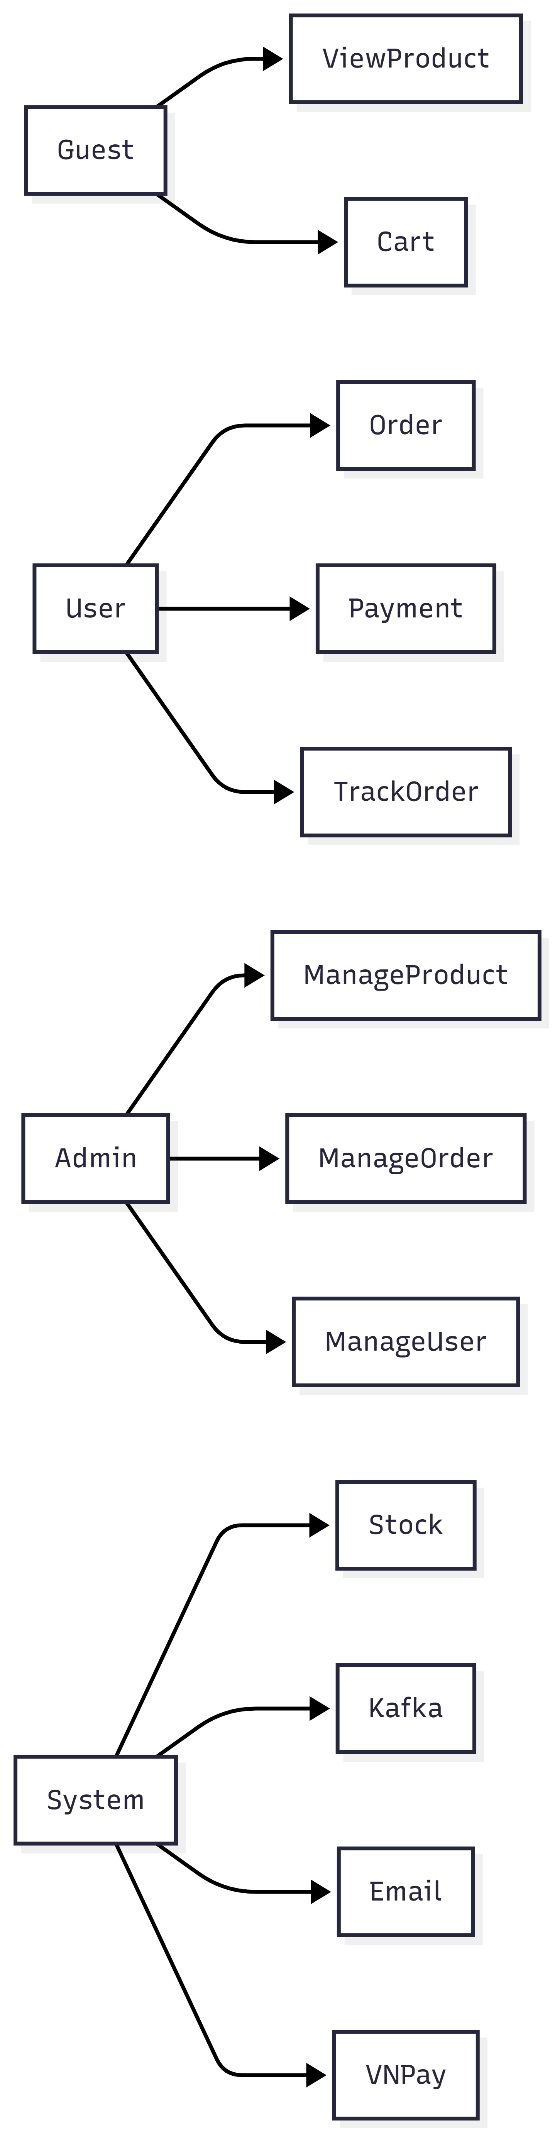 ViewProduct
Guest
Cart
Order
User
Payment
TrackOrder
ManageProduct
Admin
ManageOrder
ManageUser
Stock
Kafka
System
Email
VNPay